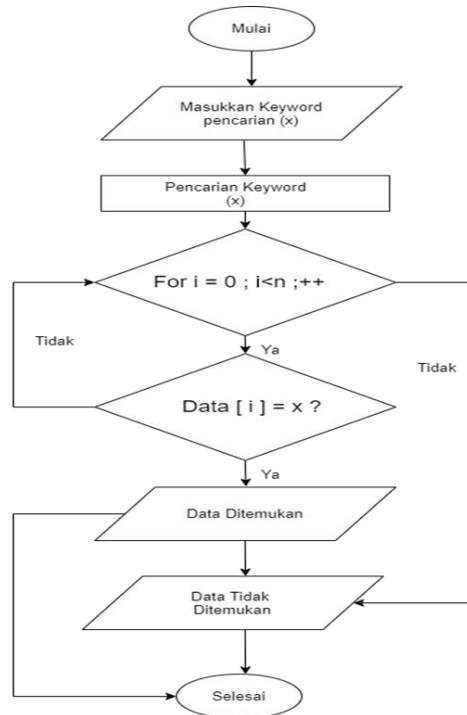 Mulai
Masukkan Keyword
pencarian (x)
Pencarian Keyword
(x)
For i = 0 ; i<n ;++
Tidak
Ya
Tidak
Data [ i ] = x ?
Ya
Data Ditemukan
Data Tidak
Ditemukan
Selesai